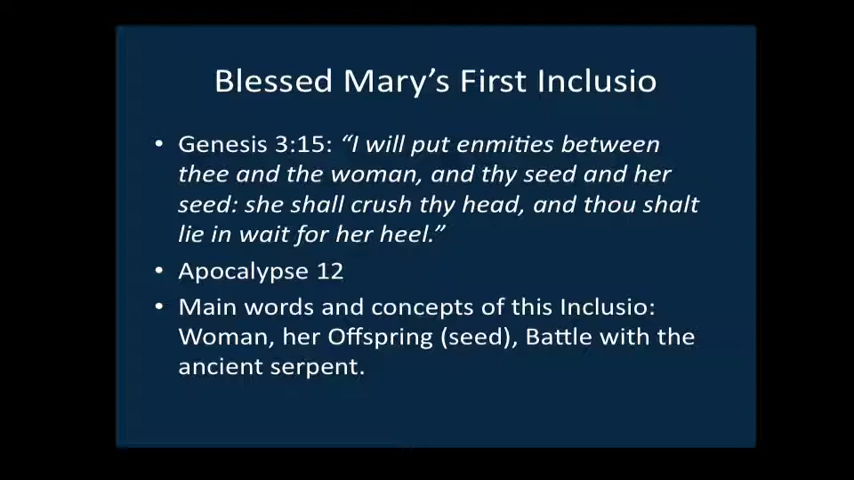 Blessed Mary’s First Inclusio
• Genesis 3:15: “I will put enmities between
thee and the woman, and thy seed and her
seed: she shall crush thy head, and thou shalt
lie in wait for her heel.”
• Apocalypse 12
• Main words and concepts of this Inclusio:
Woman, her Offspring (seed), Battle with the
ancient serpent.